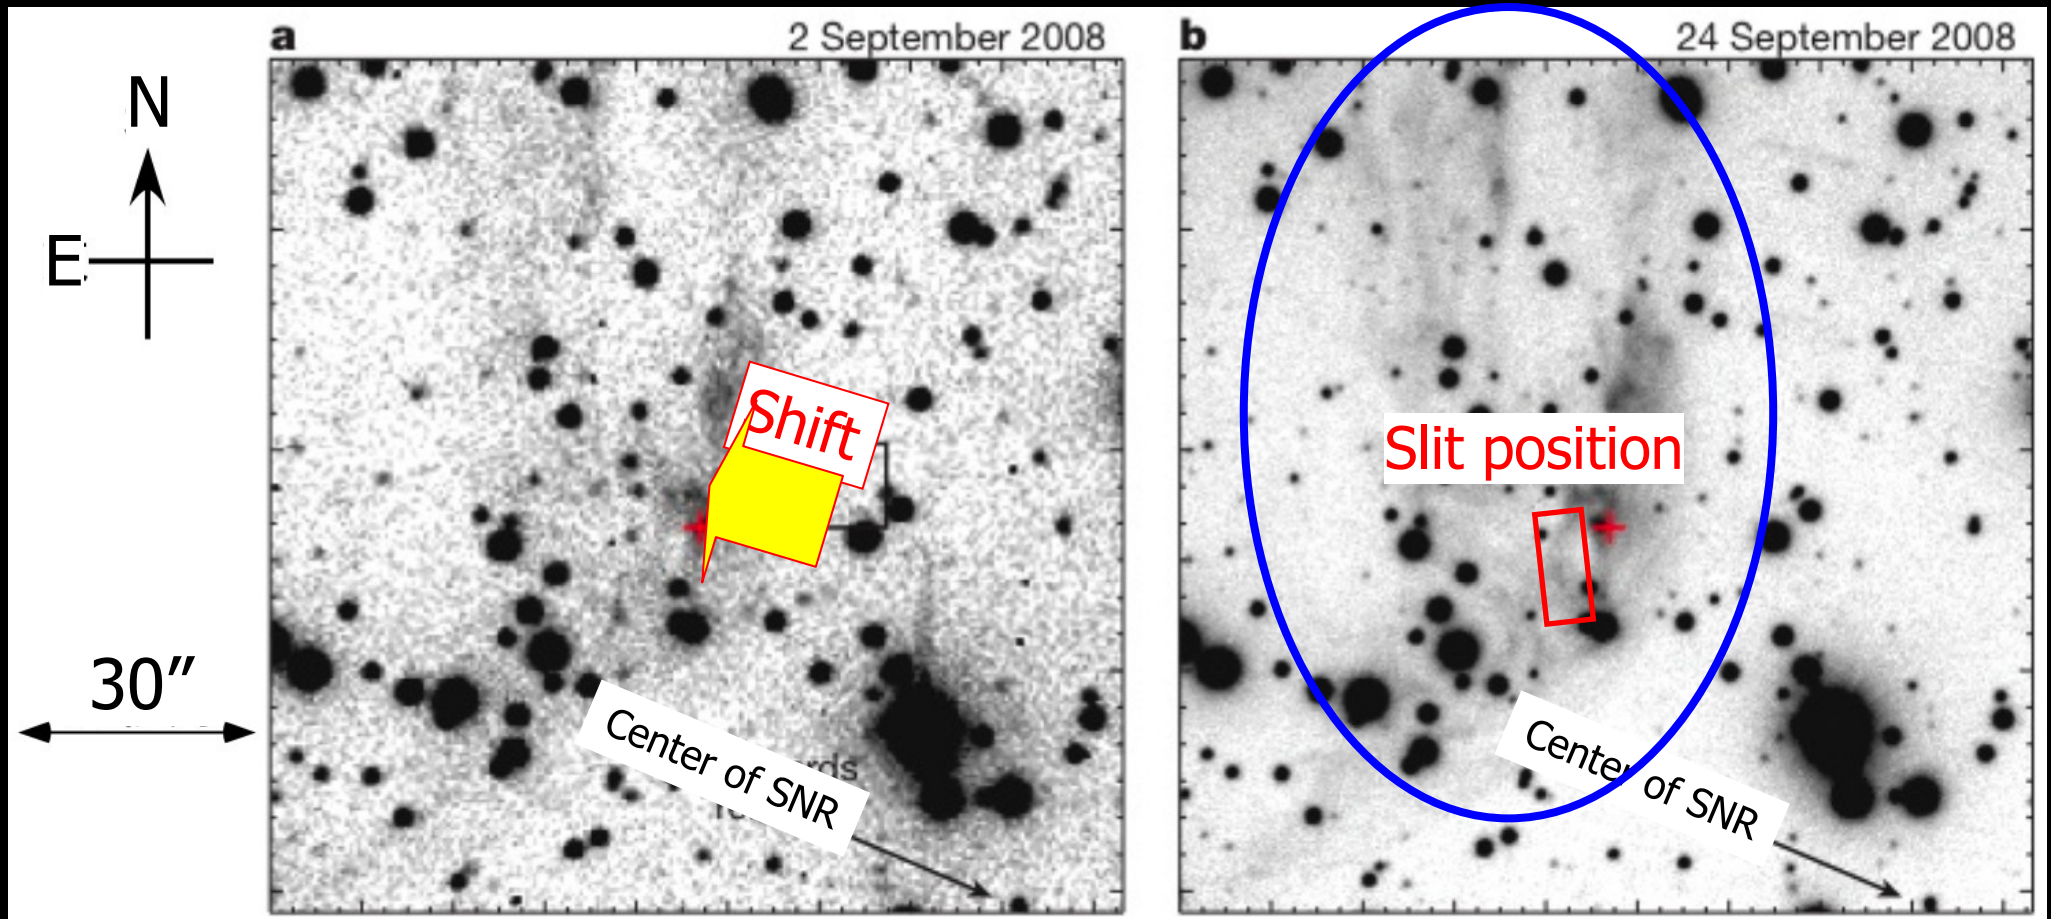 a
2 September 2008
b
24 September 2008
N
E
30”
Shift
Slit position
Center of SNR
Center of SNR